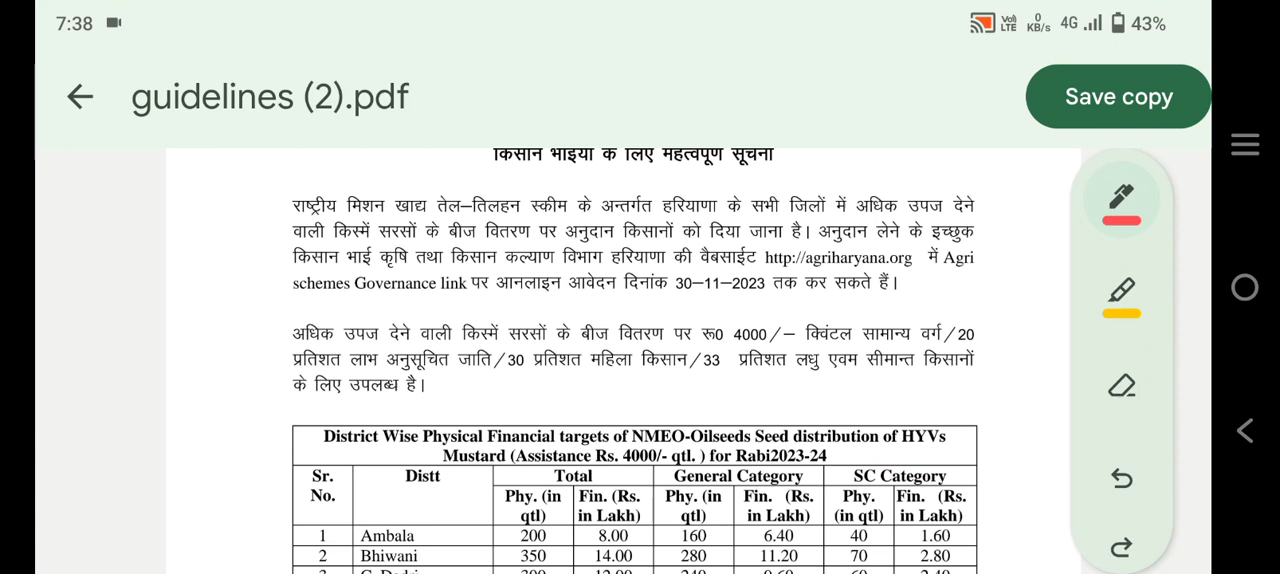 7:38
Vo) LTE 0 KB/s 4G 43%
guidelines (2).pdf
Save copy
किसान भाइयों के लिए महत्वपूर्ण सूचना
राष्ट्रीय मिशन खाद्य तेल–तिलहन स्कीम के अन्तर्गत हरियाणा के सभी जिलों में अधिक उपज देने
वाली किस्में सरसों के बीज वितरण पर अनुदान किसानों को दिया जाना है। अनुदान लेने के इच्छुक
किसान भाई कृषि तथा किसान कल्याण विभाग हरियाणा की वैबसाईट http://agriharyana.org में Agri
schemes Governance link पर आनलाइन आवेदन दिनांक 30–11–2023 तक कर सकते हैं।
अधिक उपज देने वाली किस्में सरसों के बीज वितरण पर रू0 4000/– क्विंटल सामान्य वर्ग/20
प्रतिशत लाभ अनुसूचित जाति/30 प्रतिशत महिला किसान/33 प्रतिशत लधु एवम सीमान्त किसानों
के लिए उपलब्ध है।
District Wise Physical Financial targets of NMEO-Oilseeds Seed distribution of HYVs
Mustard (Assistance Rs. 4000/- qtl. ) for Rabi2023-24
Sr. No. Distt Total General Category SC Category
Phy. (in qtl) Fin. (Rs. in Lakh) Phy. (in qtl) Fin. (Rs. in Lakh) Phy. (in qtl) Fin. (Rs. in Lakh)
1 Ambala 200 8.00 160 6.40 40 1.60
2 Bhiwani 350 14.00 280 11.20 70 2.80